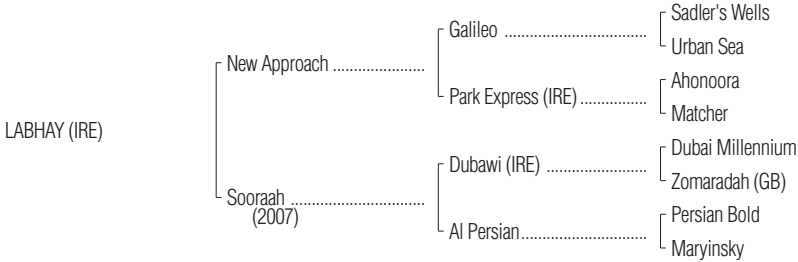 Sadler's Wells
Galileo ................................
Urban Sea
New Approach ......................
Ahonoora
Park Express (IRE) ................
Matcher
LABHAY (IRE)
Dubai Millennium
Dubawi (IRE) ........................
Zomaradah (GB)
Sooraah ................................
(2007)
Persian Bold
Al Persian..............................
Maryinsky